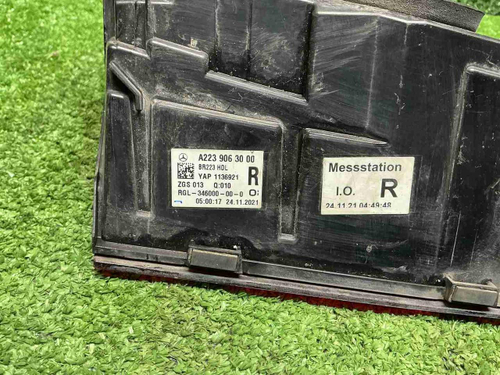 A223 906 30 00
BR223 HDL
YAP 1136921
R
ZGS 013 Q:010
RGL-346000-00-0 O:
05:00:17 24.11.2021
Messstation
I.O. R
24.11.21 04:49:48